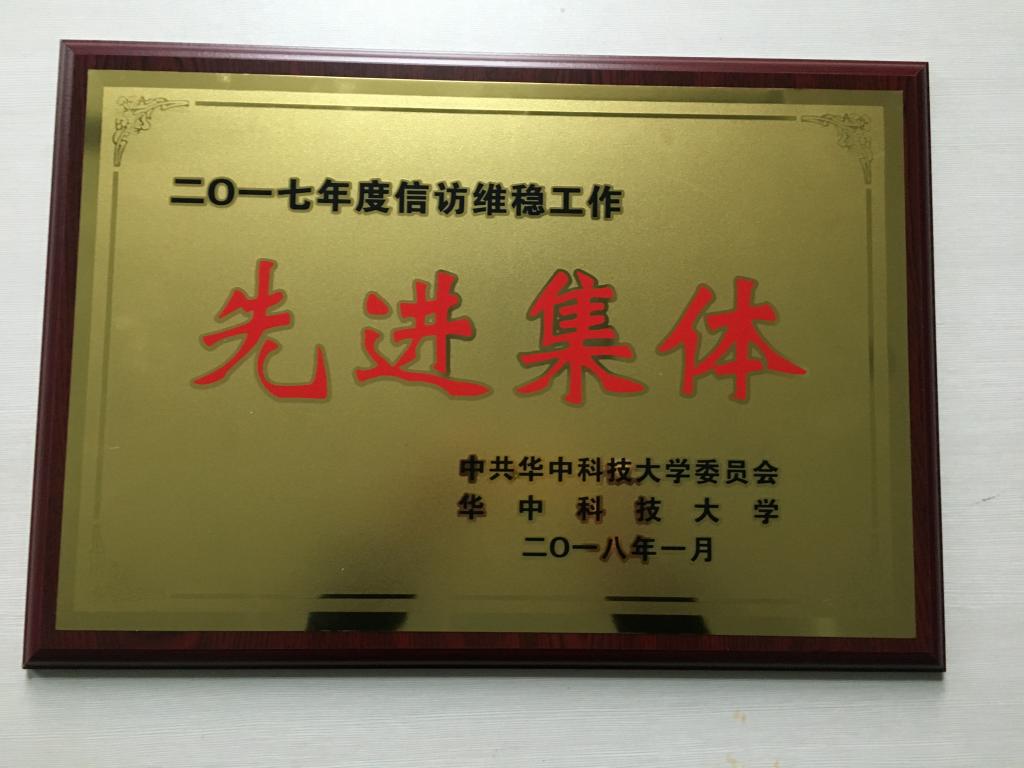 二O一七年度信访维稳工作
先进集体
中共华中科技大学委员会
华中科技大学
二O一八年一月